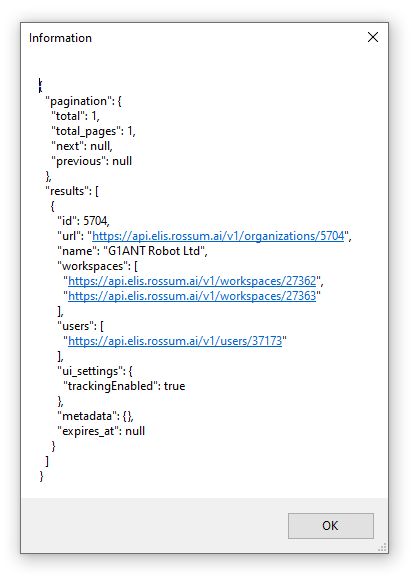 Information
{
"pagination": {
"total": 1,
"total_pages": 1,
"next": null,
"previous": null
},
"results": [
{
"id": 5704,
"url": "https://api.elis.rossum.ai/v1/organizations/5704",
"name": "G1ANT Robot Ltd",
"workspaces": [
"https://api.elis.rossum.ai/v1/workspaces/27362",
"https://api.elis.rossum.ai/v1/workspaces/27363"
],
"users": [
"https://api.elis.rossum.ai/v1/users/37173"
],
"ui_settings": {
"trackingEnabled": true
},
"metadata": {},
"expires_at": null
}
]
}
OK